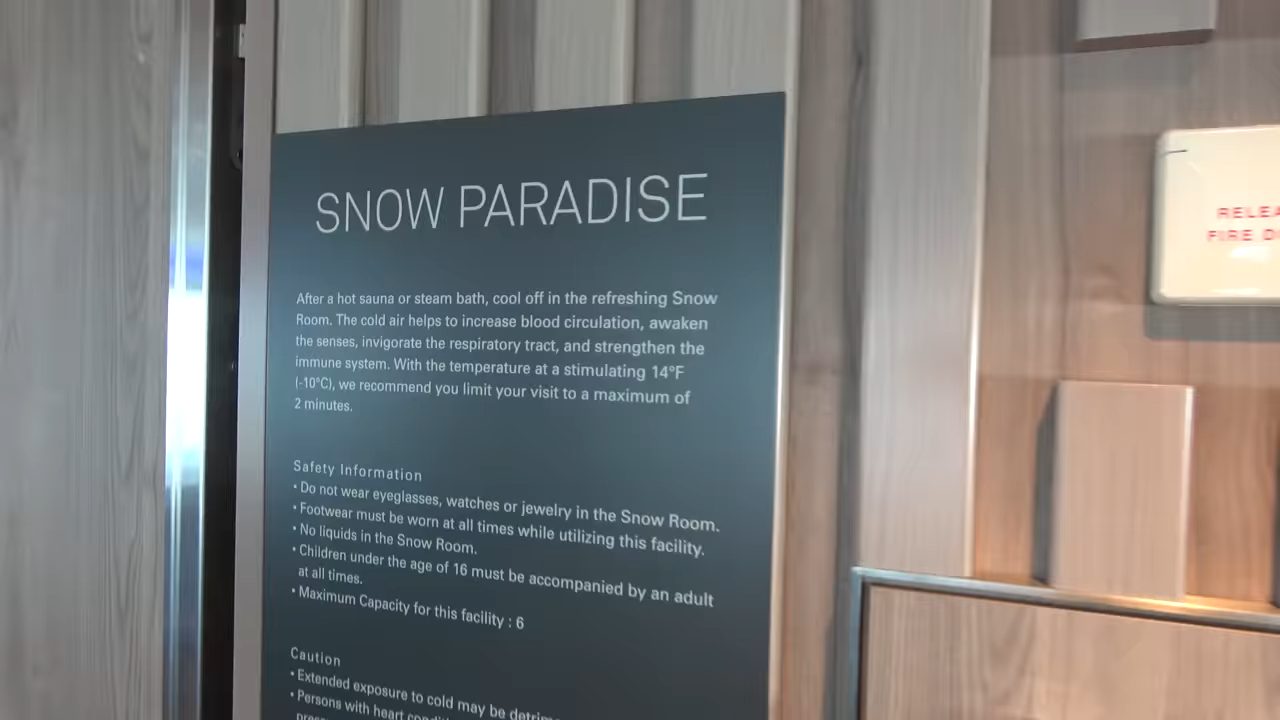 SNOW PARADISE
After a hot sauna or steam bath, cool off in the refreshing Snow
Room. The cold air helps to increase blood circulation, awaken
the senses, invigorate the respiratory tract, and strengthen the
immune system. With the temperature at a stimulating 14°F
(-10°C), we recommend you limit your visit to a maximum of
2 minutes.
Safety Information
• Do not wear eyeglasses, watches or jewelry in the Snow Room.
• Footwear must be worn at all times while utilizing this facility.
• No liquids in the Snow Room.
• Children under the age of 16 must be accompanied by an adult
at all times.
• Maximum Capacity for this facility : 6
Caution
• Extended exposure to cold may be
• Persons with heart
FIRE